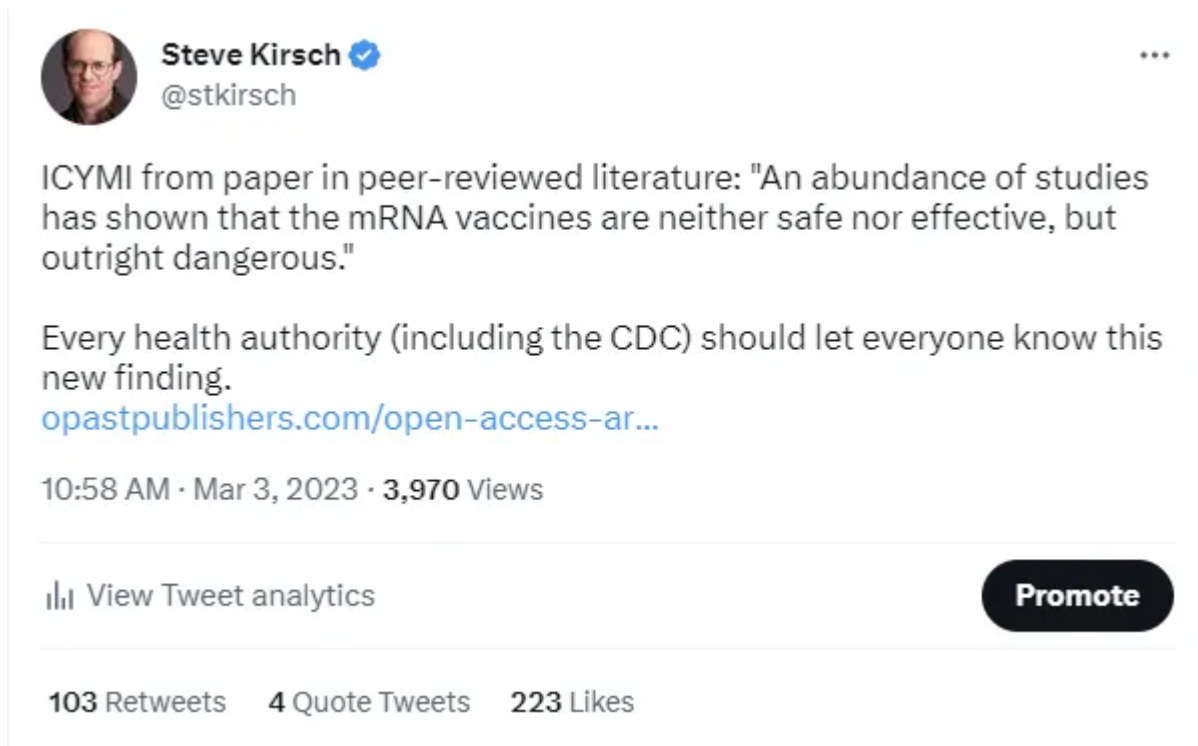 Steve Kirsch
@stkirsch
ICYMI from paper in peer-reviewed literature: "An abundance of studies
has shown that the mRNA vaccines are neither safe nor effective, but
outright dangerous."
Every health authority (including the CDC) should let everyone know this
new finding.
opastpublishers.com/open-access-ar...
10:58 AM · Mar 3, 2023 · 3,970 Views
View Tweet analytics
Promote
103 Retweets 4 Quote Tweets 223 Likes